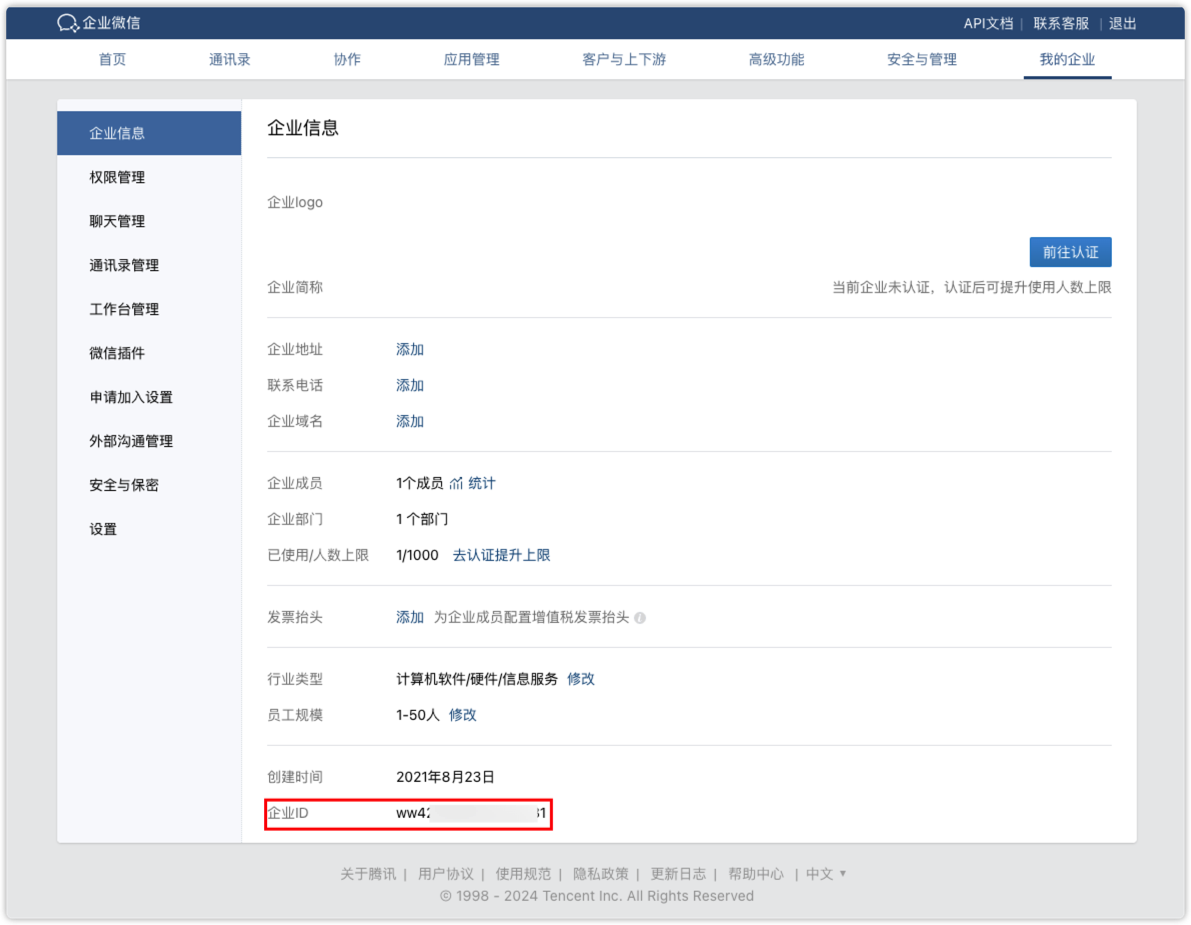 企业微信
API文档 | 联系客服 | 退出
首页 通讯录 协作 应用管理 客户与上下游 高级功能 安全与管理 我的企业
企业信息
权限管理
聊天管理
通讯录管理
工作台管理
微信插件
申请加入设置
外部沟通管理
安全与保密
设置
企业信息
企业logo
前往认证
企业简称 当前企业未认证，认证后可提升使用人数上限
企业地址 添加
联系电话 添加
企业域名 添加
企业成员 1个成员 统计
企业部门 1 个部门
已使用/人数上限 1/1000 去认证提升上限
发票抬头 添加 为企业成员配置增值税发票抬头
行业类型 计算机软件/硬件/信息服务 修改
员工规模 1-50人 修改
创建时间 2021年8月23日
企业ID ww42 31
关于腾讯 | 用户协议 | 使用规范 | 隐私政策 | 更新日志 | 帮助中心 | 中文
© 1998 - 2024 Tencent Inc. All Rights Reserved